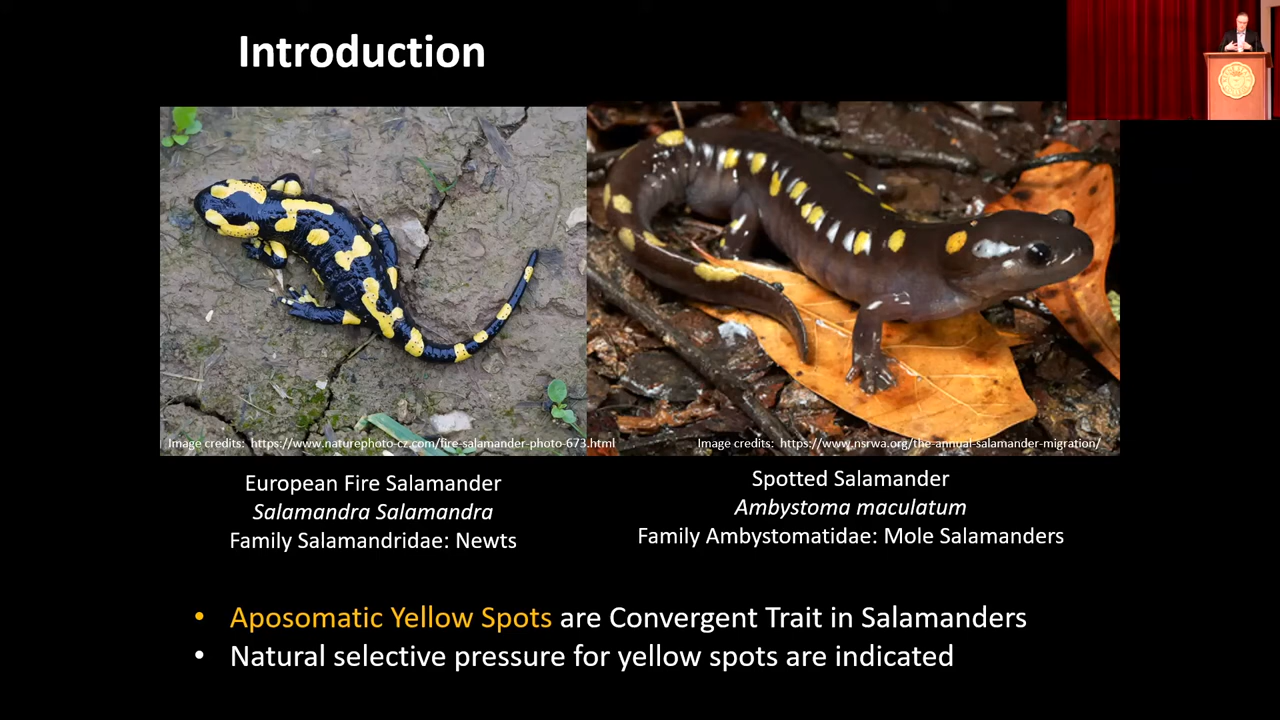 Introduction
Image credits: https://www.naturephoto-cz.com/fire-salamander-photo-673.html
Image credits: https://www.nsrwa.org/the-annual-salamander-migration/
European Fire Salamander
Salamandra Salamandra
Family Salamandridae: Newts
Spotted Salamander
Ambystoma maculatum
Family Ambystomatidae: Mole Salamanders
• Aposomatic Yellow Spots are Convergent Trait in Salamanders
• Natural selective pressure for yellow spots are indicated